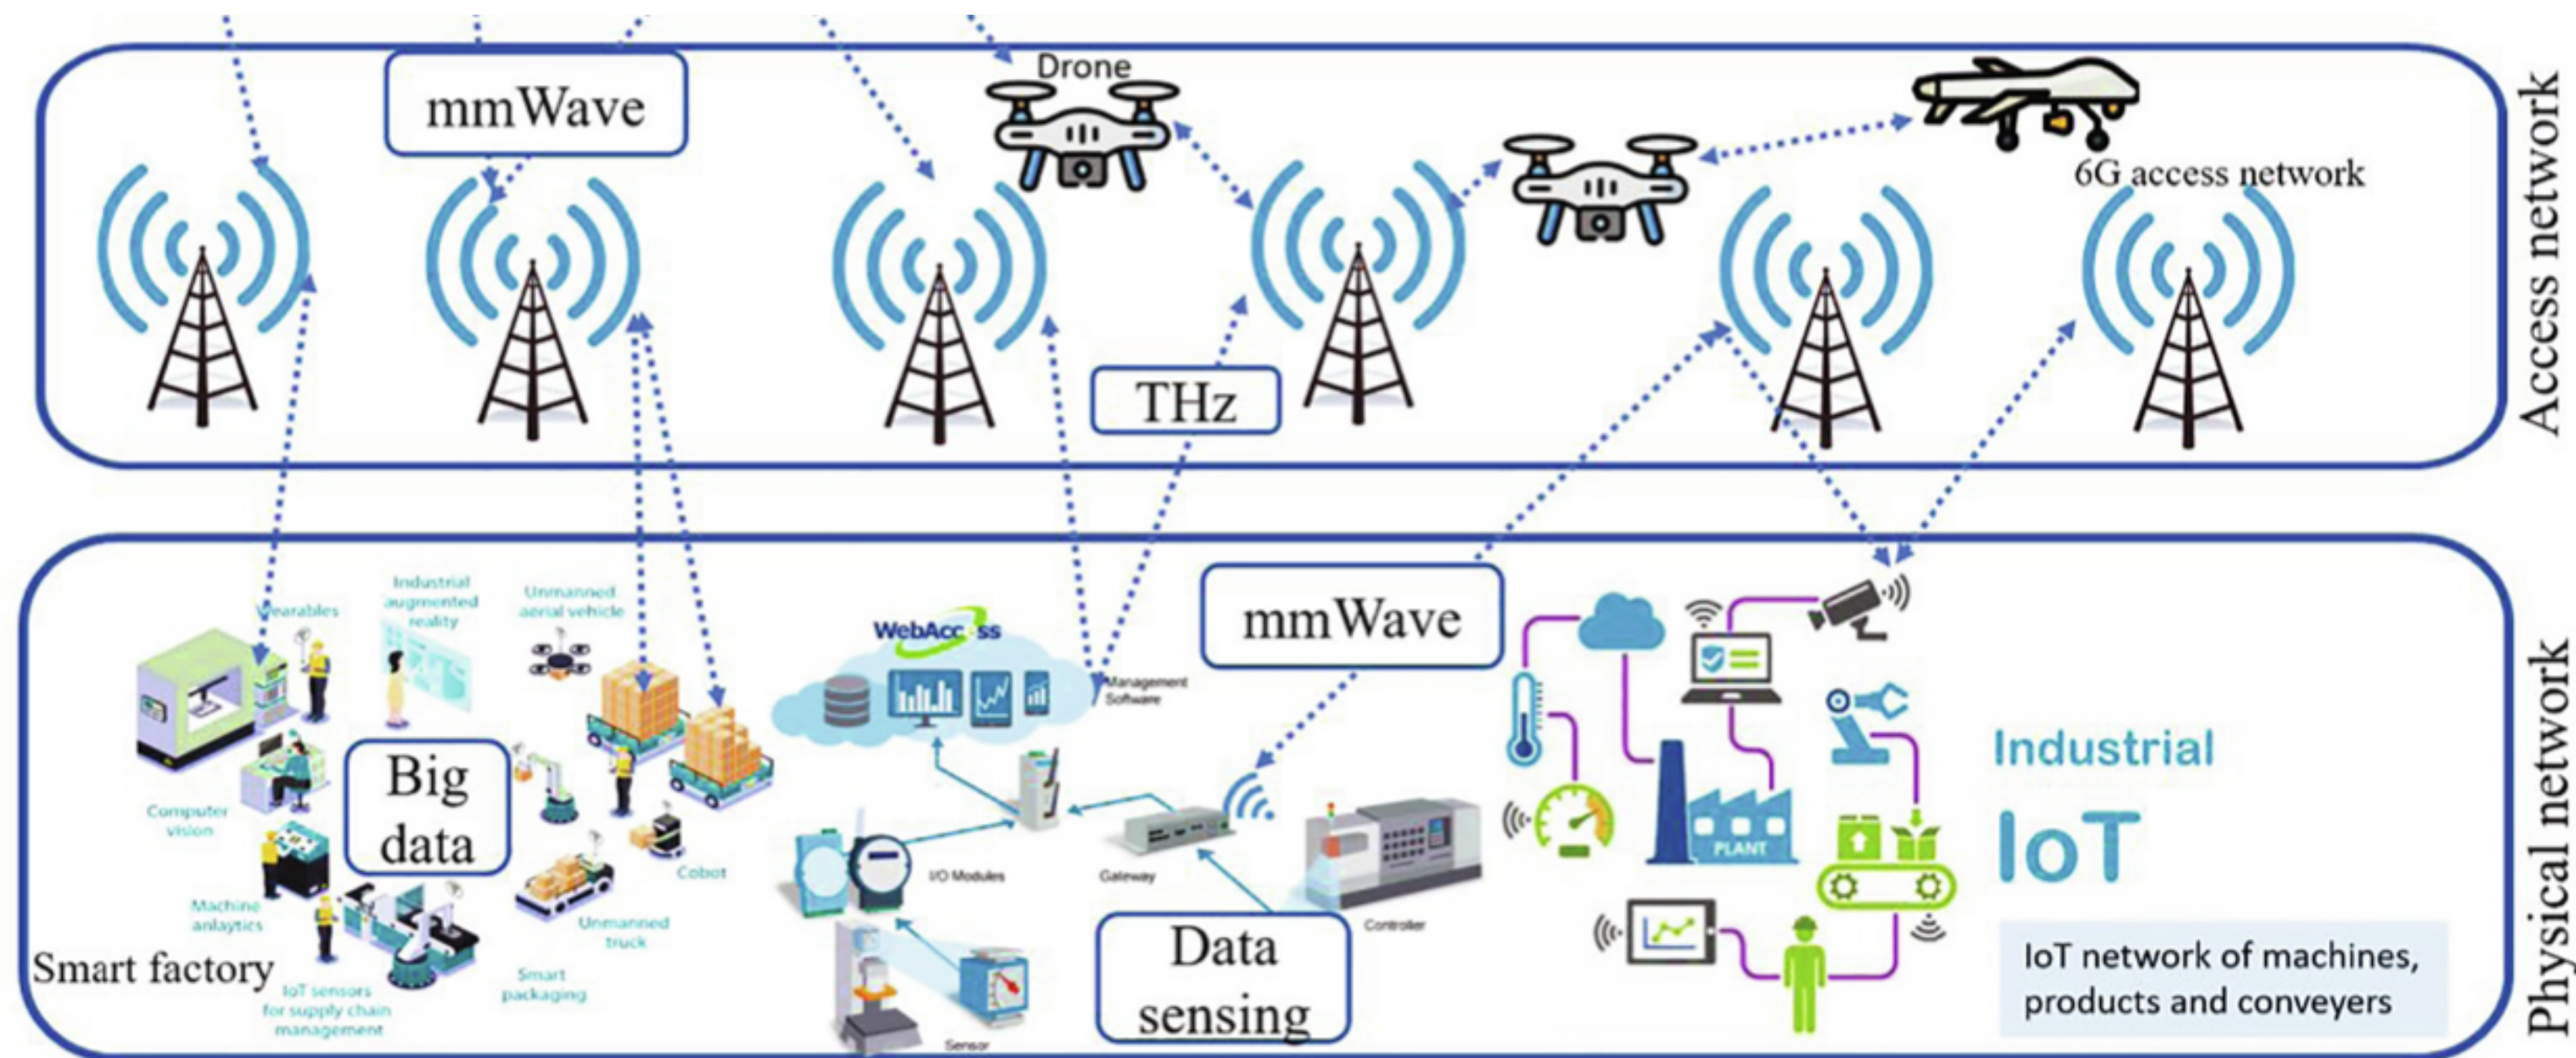 mmWave
Drone
6G access network
Access network
THz
Wearables
Industrial
augmented
reality
Unmanned
aerial vehicle
WebAcc ss
mmWave
Management
Software
Big
data
Computer
vision
Cobot
Machine
anlaytics
Unmanned
truck
Smart factory
IoT sensors
for supply chain
management
Smart
packaging
I/O Modules
Gateway
Controller
Data
sensing
Sensor
PLANT
Industrial
IoT
IoT network of machines,
products and conveyers
Physical network